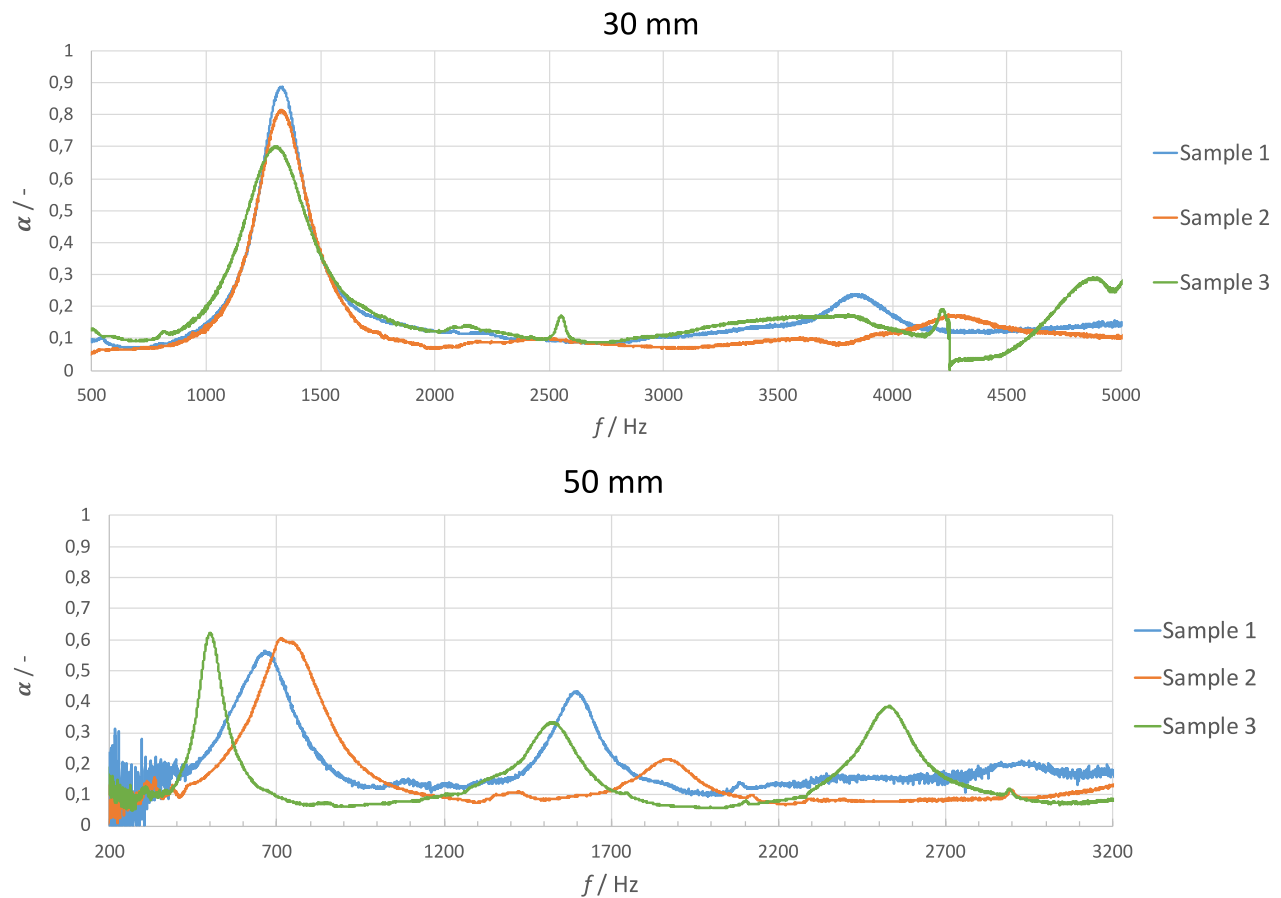 30 mm
1
0,9
0,8
0,7
0,6
0,5
0,4
0,3
0,2
0,1
0
α / -
500 1000 1500 2000 2500 3000 3500 4000 4500 5000
f / Hz
Sample 1
Sample 2
Sample 3
50 mm
1
0,9
0,8
0,7
0,6
0,5
0,4
0,3
0,2
0,1
0
α / -
200 700 1200 1700 2200 2700 3200
f / Hz
Sample 1
Sample 2
Sample 3